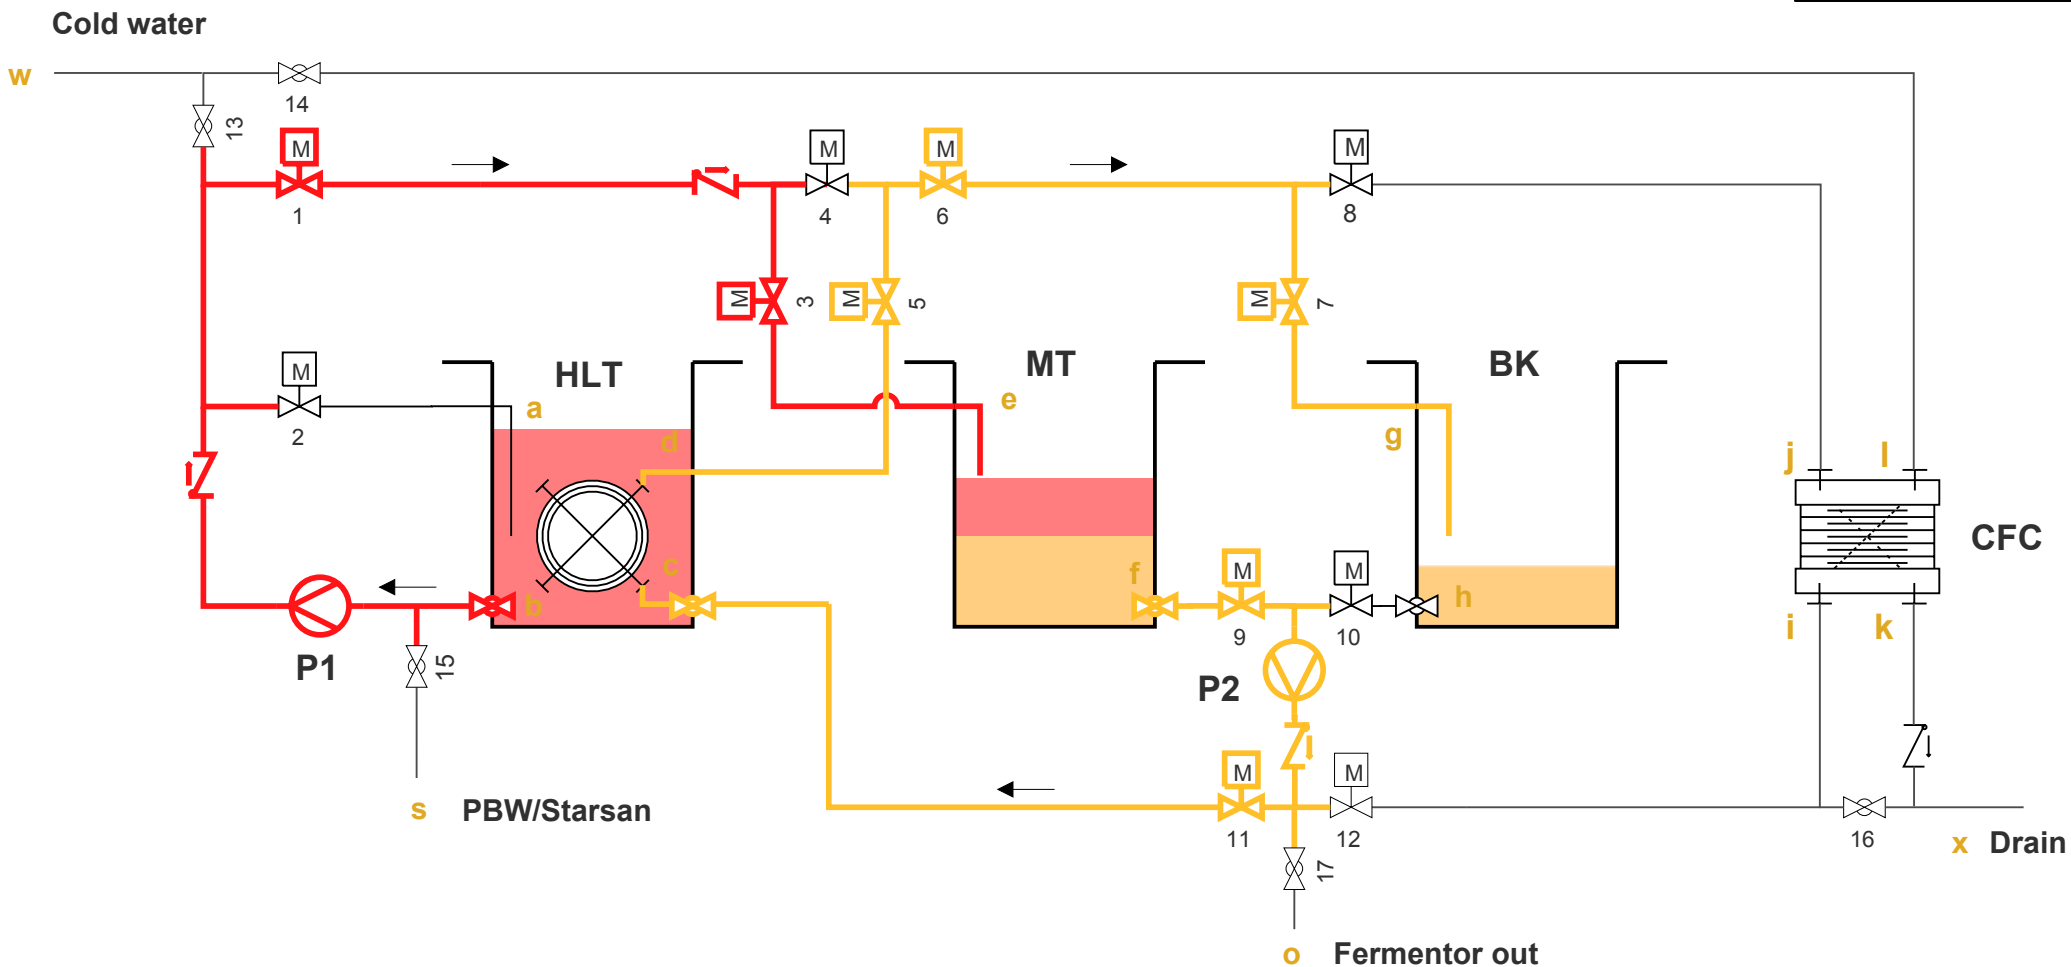 Cold water
w
14
13
M
M
M
M
1
4
6
8
M
3
M
5
M
7
M
2
HLT
MT
BK
a
d
e
g
j
l
c
b
f
h
CFC
i
k
M
M
9
10
P1
15
P2
s
PBW/Starsan
M
M
11
12
16
17
x
Drain
o
Fermentor out